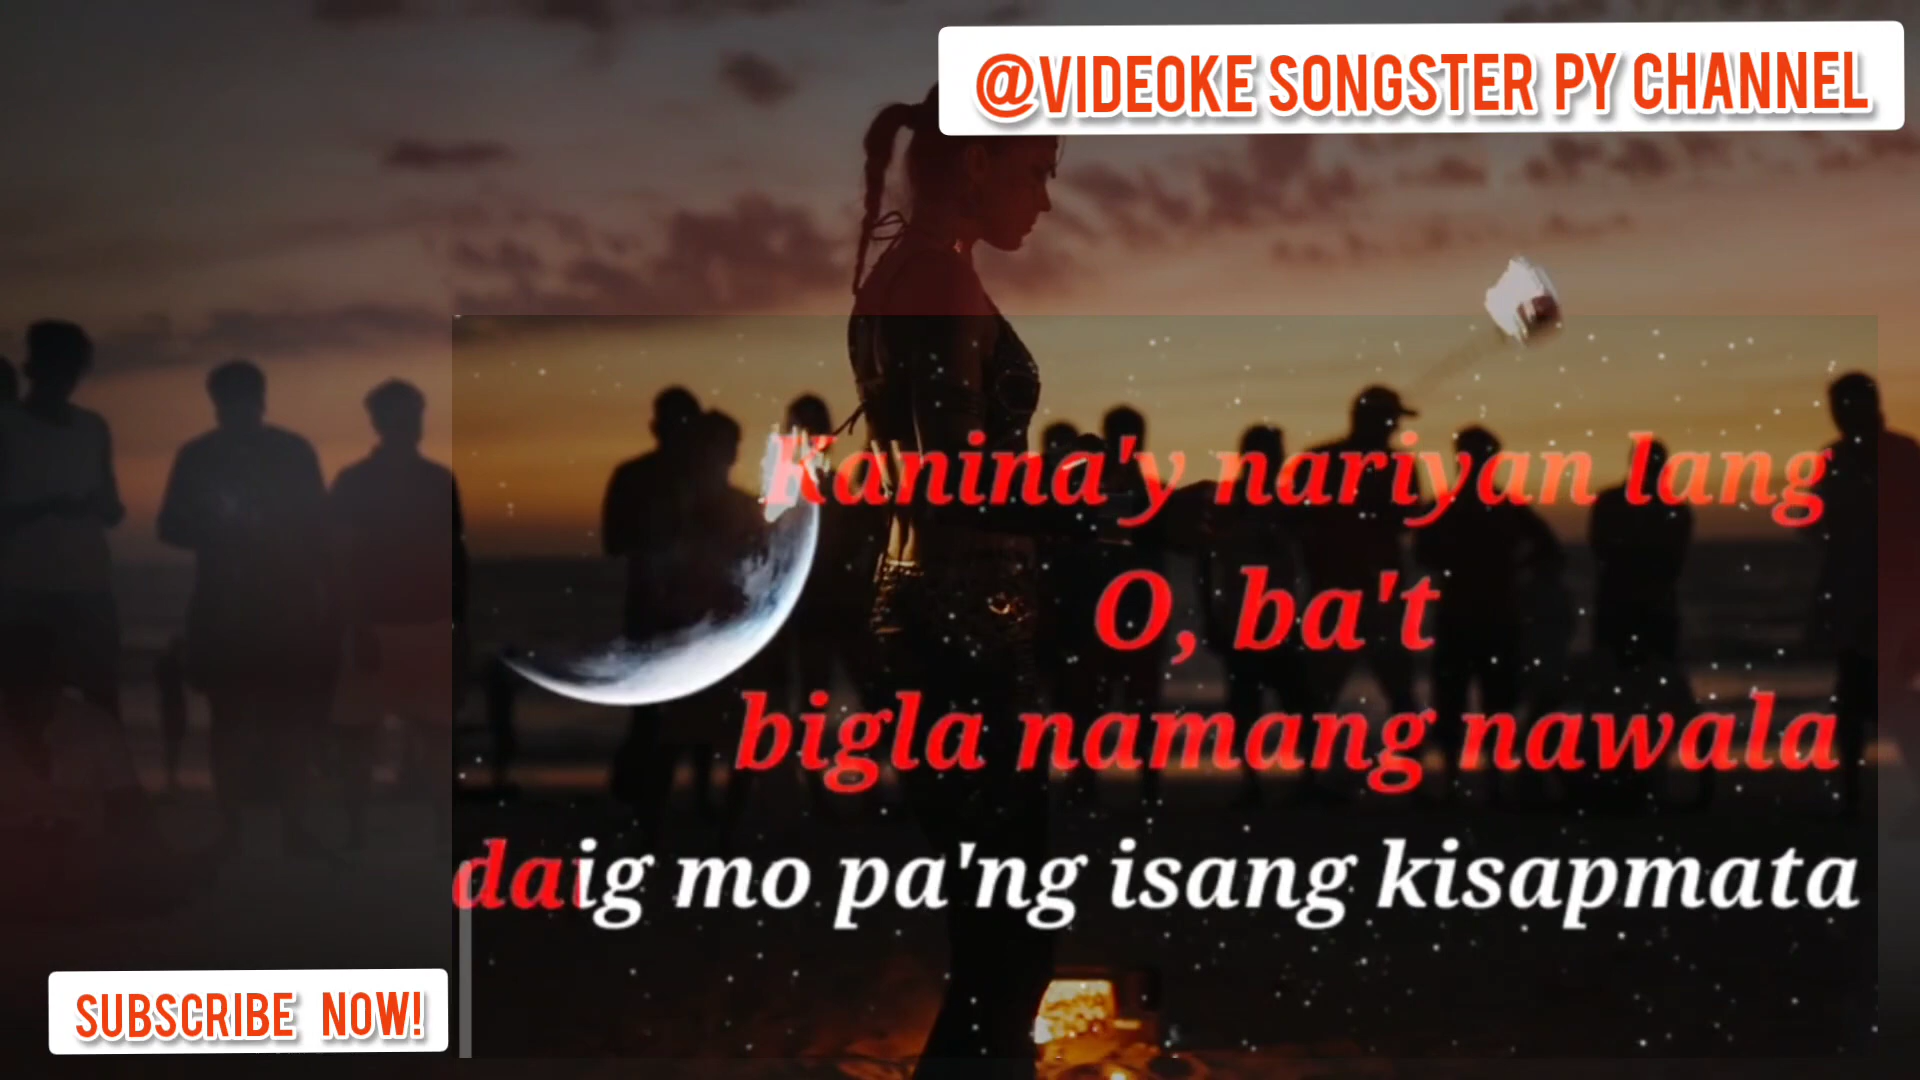 @VIDEOKE SONGSTER PY CHANNEL
Kanina'y nariyan lang
O, ba't
bigla namang nawala
daig mo pa'ng isang kisapmata
SUBSCRIBE NOW!